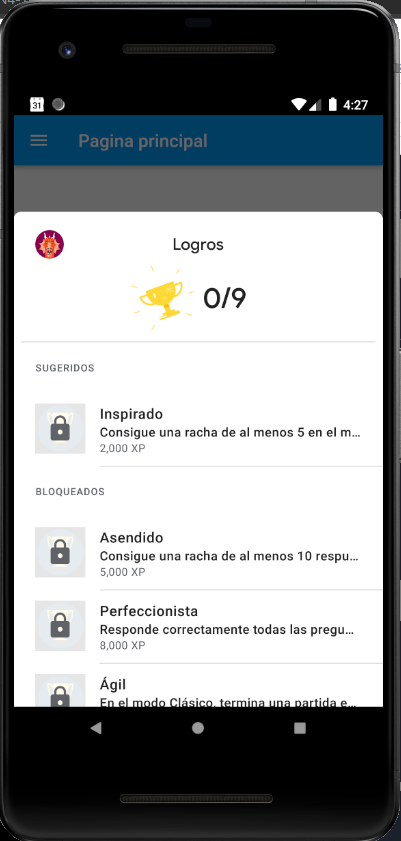 31
4:27
Pagina principal
Logros
0/9
SUGERIDOS
Inspirado
Consigue una racha de al menos 5 en el m...
2,000 XP
BLOQUEADOS
Asendido
Consigue una racha de al menos 10 respu...
5,000 XP
Perfeccionista
Responde correctamente todas las pregu...
8,000 XP
Ágil
En el modo Clásico, termina una partida e...